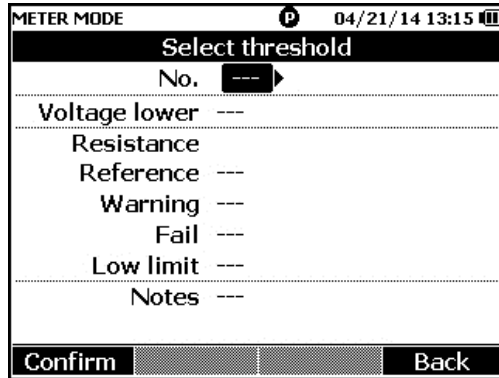 METER MODE P 04/21/14 13:15
Select threshold
No. ---
Voltage lower ---
Resistance
Reference ---
Warning ---
Fail ---
Low limit ---
Notes ---
Confirm Back